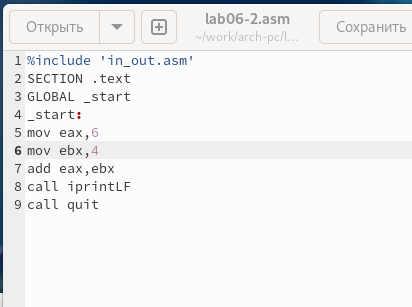 Открыть
lab06-2.asm
~/work/arch-pc/l...
Сохранить
1 %include 'in_out.asm'
2 SECTION .text
3 GLOBAL _start
4 _start:
5 mov eax,6
6 mov ebx,4
7 add eax,ebx
8 call iprintLF
9 call quit